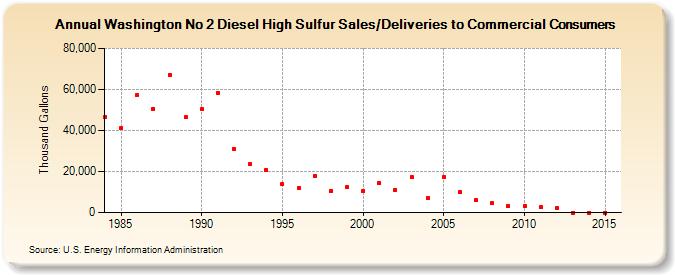 Annual Washington No 2 Diesel High Sulfur Sales/Deliveries to Commercial Consumers
Thousand Gallons
80,000
60,000
40,000
20,000
0
1985 1990 1995 2000 2005 2010 2015
Source: U.S. Energy Information Administration